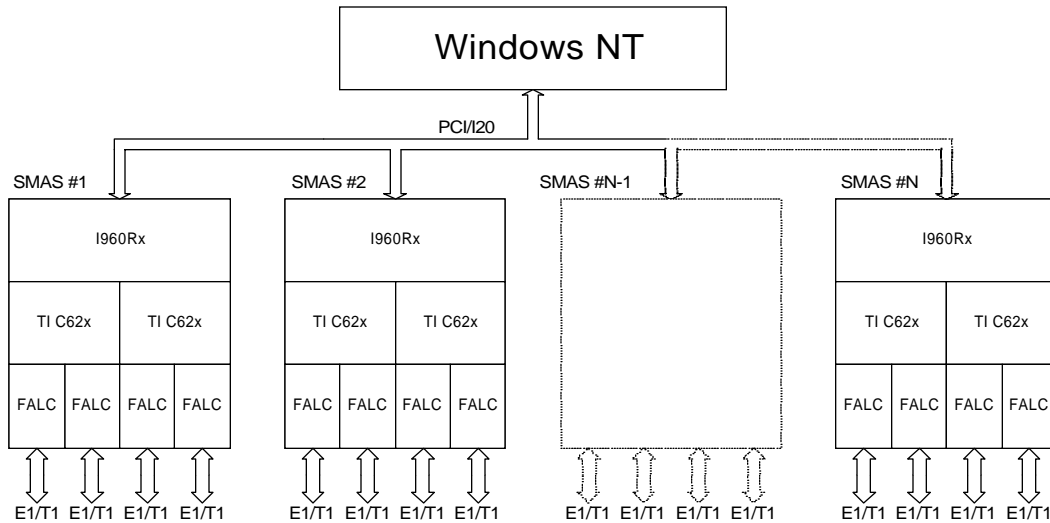 Windows NT
PCI/I20
SMAS #1 SMAS #2 SMAS #N-1 SMAS #N
I960Rx I960Rx I960Rx
TI C62x TI C62x TI C62x TI C62x TI C62x TI C62x
FALC FALC FALC FALC FALC FALC FALC FALC FALC FALC FALC FALC
E1/T1 E1/T1 E1/T1 E1/T1 E1/T1 E1/T1 E1/T1 E1/T1 E1/T1 E1/T1 E1/T1 E1/T1 E1/T1 E1/T1 E1/T1 E1/T1